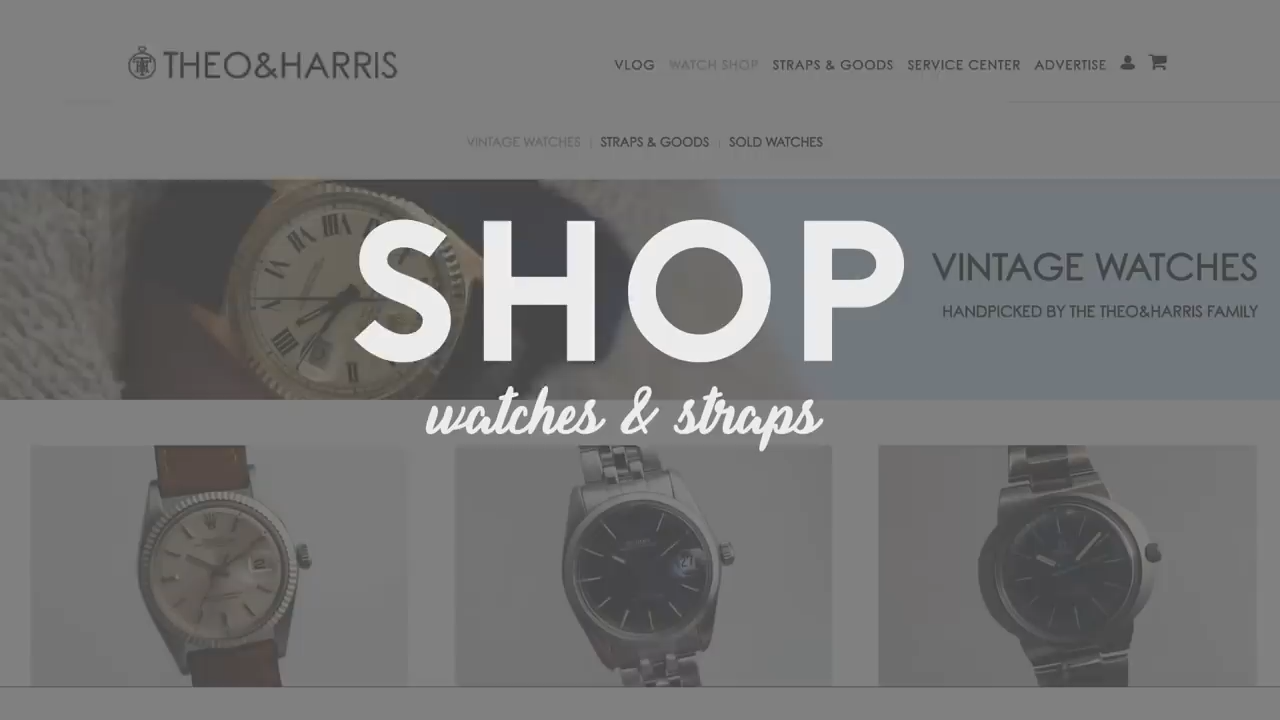 THEO&HARRIS
VLOG WATCH SHOP STRAPS & GOODS SERVICE CENTER ADVERTISE
VINTAGE WATCHES | STRAPS & GOODS | SOLD WATCHES
SHOP
watches & straps
VINTAGE WATCHES
HANDPICKED BY THE THEO&HARRIS FAMILY
27